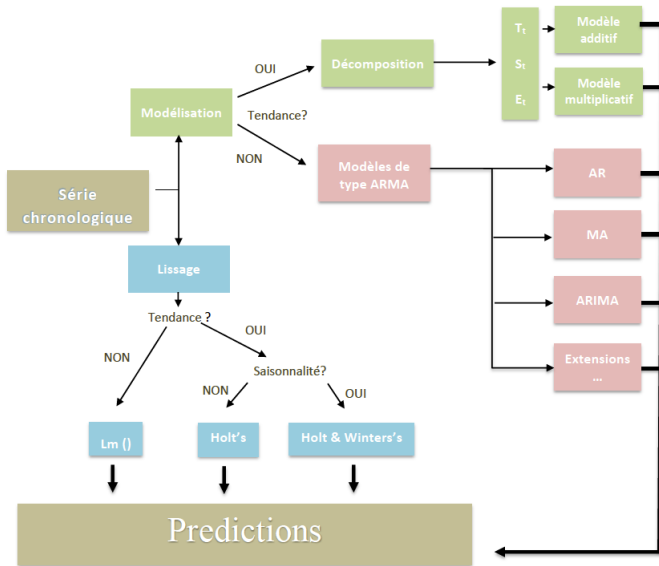 Tₜ
Modèle
additif
OUI
Décomposition
Sₜ
Eₜ
Modèle
multiplicatif
Modélisation
Tendance?
NON
Modèles de
type ARMA
AR
Série
chronologique
MA
Lissage
ARIMA
Tendance ?
OUI
NON
Saisonnalité?
Extensions
...
NON
OUI
Lm ()
Holt's
Holt & Winters's
Predictions